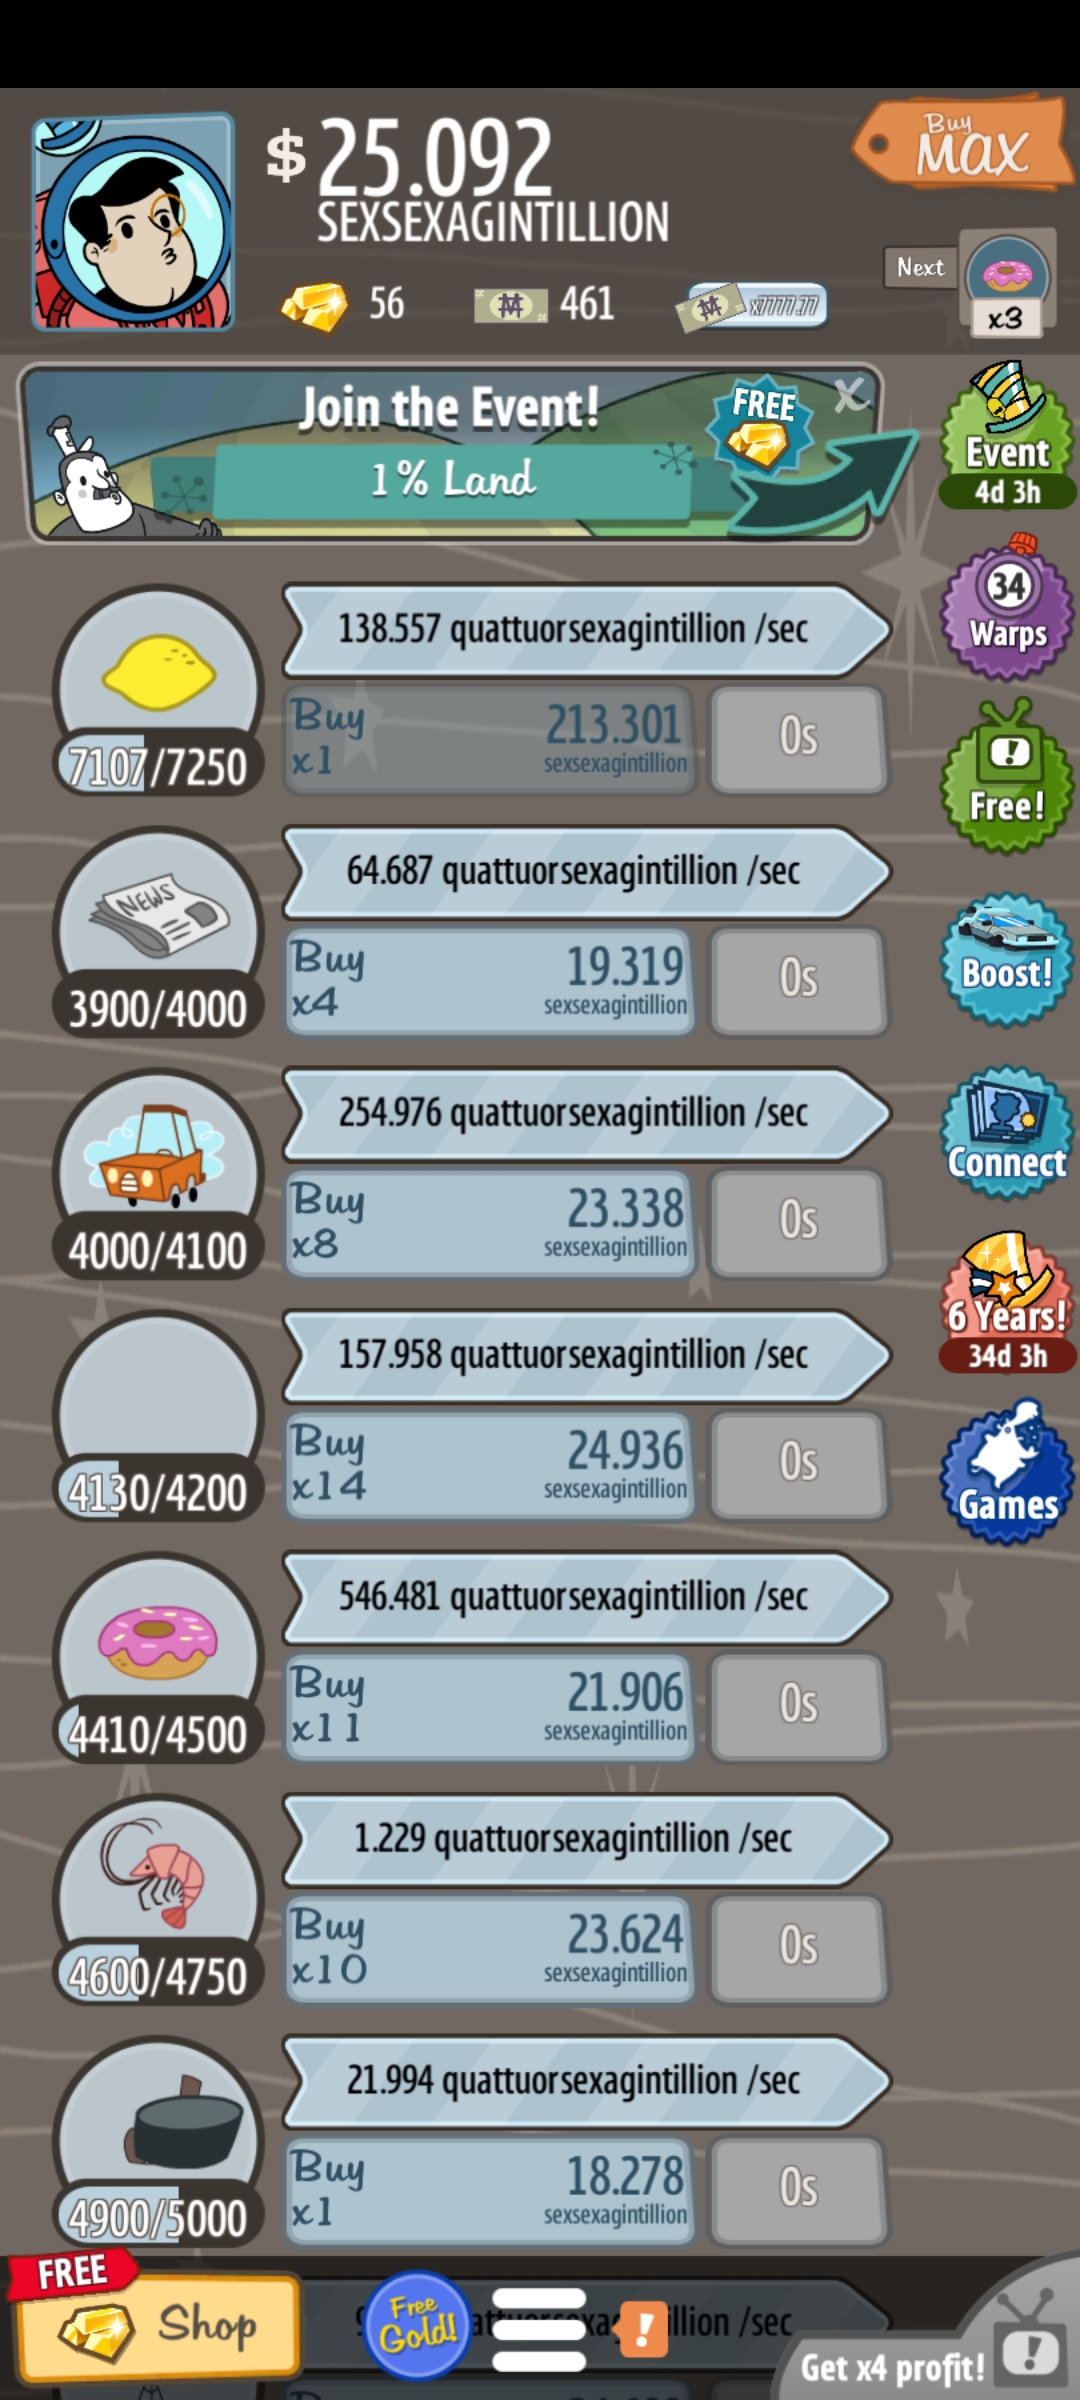 $ 25.092
SEXSEXAGINTILLION
Buy
MAX
56
461
x7777.77
Next
x3
Join the Event!
1% Land
FREE
X
Event
4d 3h
138.557 quattuorsexagintillion /sec
Buy
x1
213.301
sexsexagintillion
0s
7107/7250
34
Warps
NEWS
64.687 quattuorsexagintillion /sec
Buy
x4
19.319
sexsexagintillion
0s
3900/4000
!
Free!
Boost!
254.976 quattuorsexagintillion /sec
Buy
x8
23.338
sexsexagintillion
0s
4000/4100
Connect
157.958 quattuorsexagintillion /sec
Buy
x14
24.936
sexsexagintillion
0s
4130/4200
6 Years!
34d 3h
Games
546.481 quattuorsexagintillion /sec
Buy
x11
21.906
sexsexagintillion
0s
4410/4500
1.229 quattuorsexagintillion /sec
Buy
x10
23.624
sexsexagintillion
0s
4600/4750
21.994 quattuorsexagintillion /sec
Buy
x1
18.278
sexsexagintillion
0s
4900/5000
FREE
Shop
Free
Gold!
!
/sec
Get x4 profit!
!